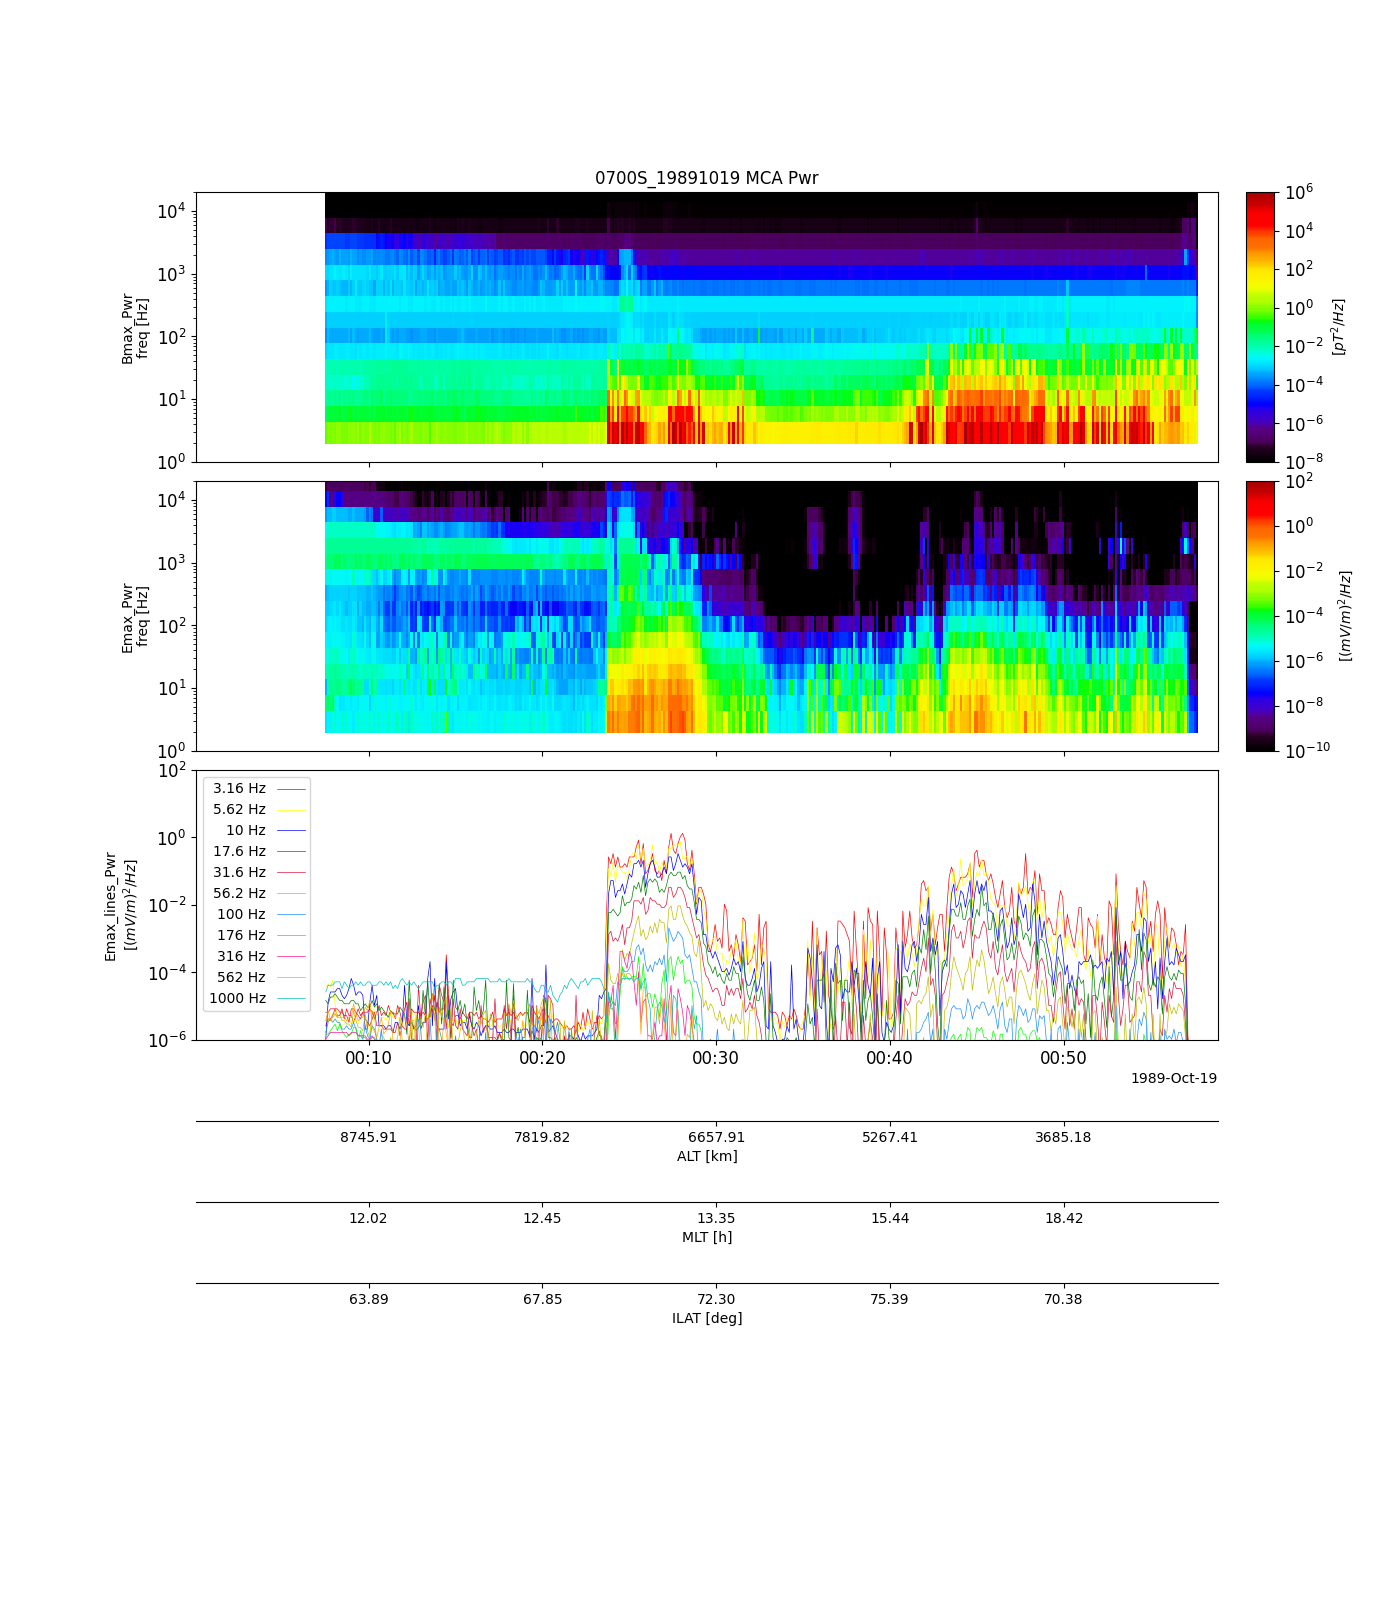 0700S_19891019 MCA Pwr
Bmax_Pwr
freq [Hz]
10^4
10^3
10^2
10^1
10^0
10^6
10^4
10^2
10^0
10^-2
10^-4
10^-6
10^-8
[pT^2/Hz]
Emax_Pwr
freq [Hz]
10^4
10^3
10^2
10^1
10^0
10^2
10^0
10^-2
10^-4
10^-6
10^-8
10^-10
[(mV/m)^2/Hz]
Emax_lines_Pwr
[(mV/m)^2/Hz]
10^2
10^0
10^-2
10^-4
10^-6
3.16 Hz
5.62 Hz
10 Hz
17.6 Hz
31.6 Hz
56.2 Hz
100 Hz
176 Hz
316 Hz
562 Hz
1000 Hz
00:10 00:20 00:30 00:40 00:50
1989-Oct-19
8745.91 7819.82 6657.91 5267.41 3685.18
ALT [km]
12.02 12.45 13.35 15.44 18.42
MLT [h]
63.89 67.85 72.30 75.39 70.38
ILAT [deg]